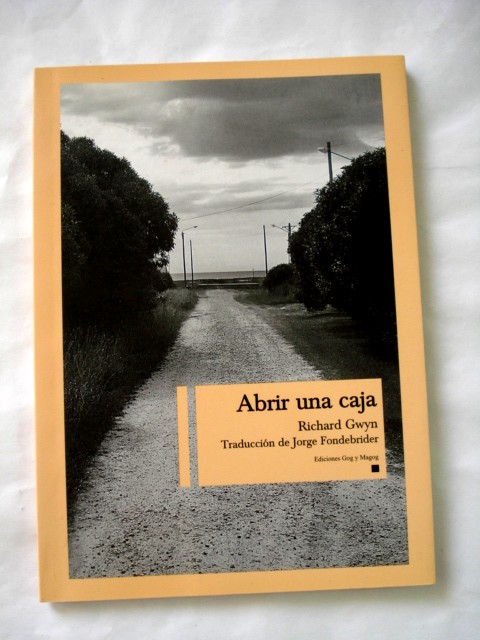 Abrir una caja
Richard Gwyn
Traducción de Jorge Fondebrider
Ediciones Gog y Magog